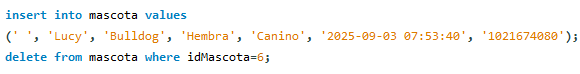 insert into mascota values
(' ', 'Lucy', 'Bulldog', 'Hembra', 'Canino', '2025-09-03 07:53:40', '1021674080');
delete from mascota where idMascota=6;